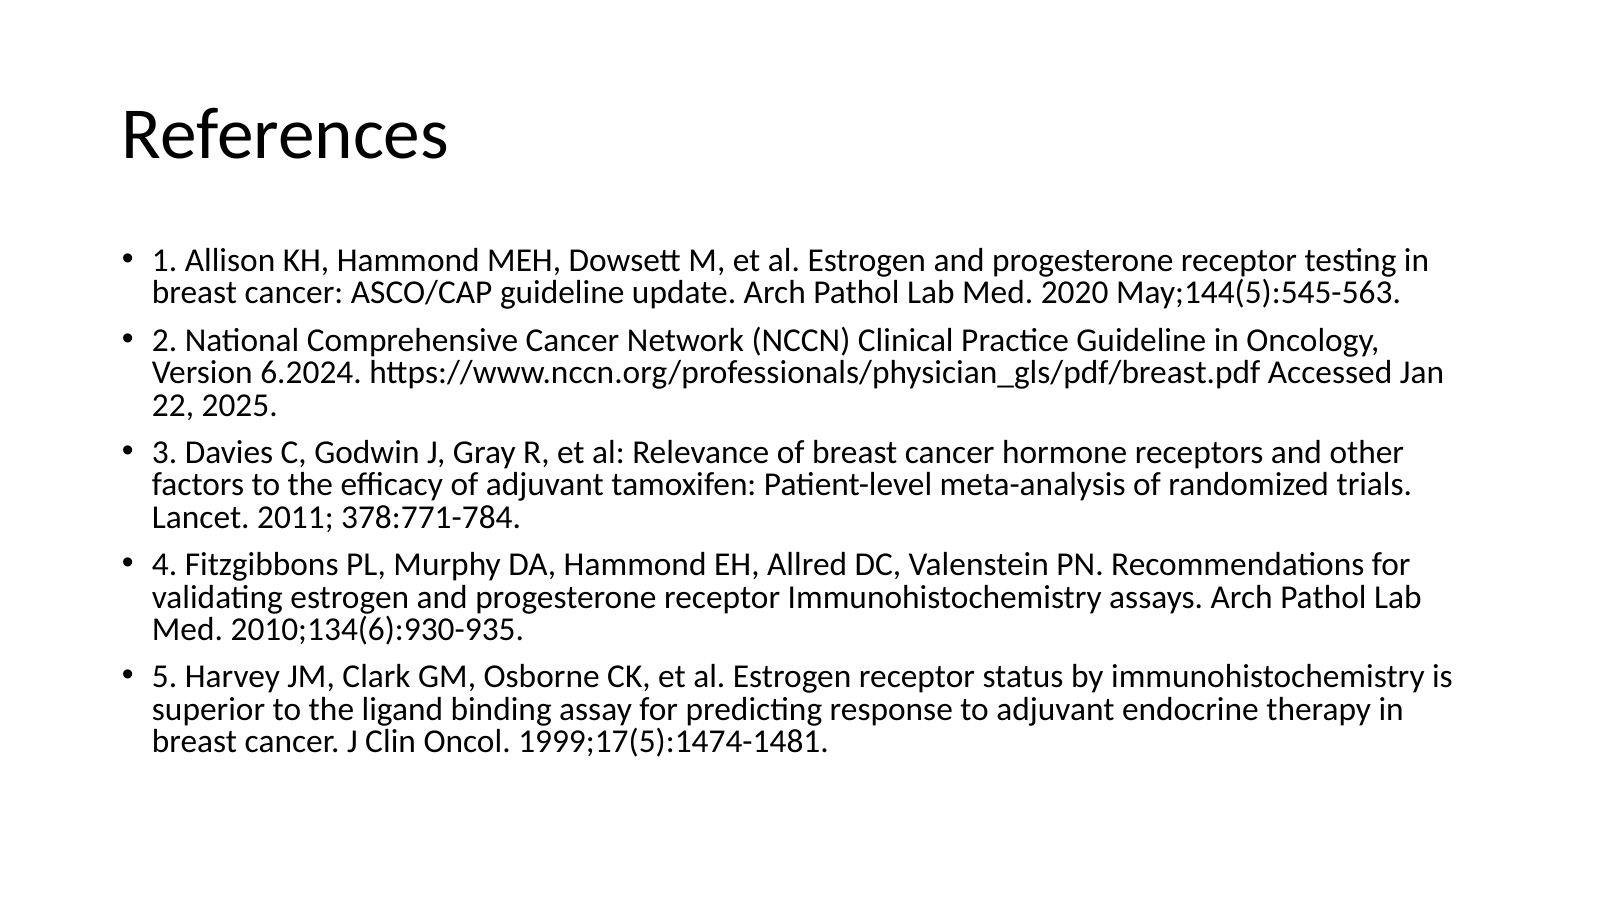 References
• 1. Allison KH, Hammond MEH, Dowsett M, et al. Estrogen and progesterone receptor testing in
breast cancer: ASCO/CAP guideline update. Arch Pathol Lab Med. 2020 May;144(5):545-563.
• 2. National Comprehensive Cancer Network (NCCN) Clinical Practice Guideline in Oncology,
Version 6.2024. https://www.nccn.org/professionals/physician_gls/pdf/breast.pdf Accessed Jan
22, 2025.
• 3. Davies C, Godwin J, Gray R, et al: Relevance of breast cancer hormone receptors and other
factors to the efficacy of adjuvant tamoxifen: Patient-level meta-analysis of randomized trials.
Lancet. 2011; 378:771-784.
• 4. Fitzgibbons PL, Murphy DA, Hammond EH, Allred DC, Valenstein PN. Recommendations for
validating estrogen and progesterone receptor Immunohistochemistry assays. Arch Pathol Lab
Med. 2010;134(6):930-935.
• 5. Harvey JM, Clark GM, Osborne CK, et al. Estrogen receptor status by immunohistochemistry is
superior to the ligand binding assay for predicting response to adjuvant endocrine therapy in
breast cancer. J Clin Oncol. 1999;17(5):1474-1481.